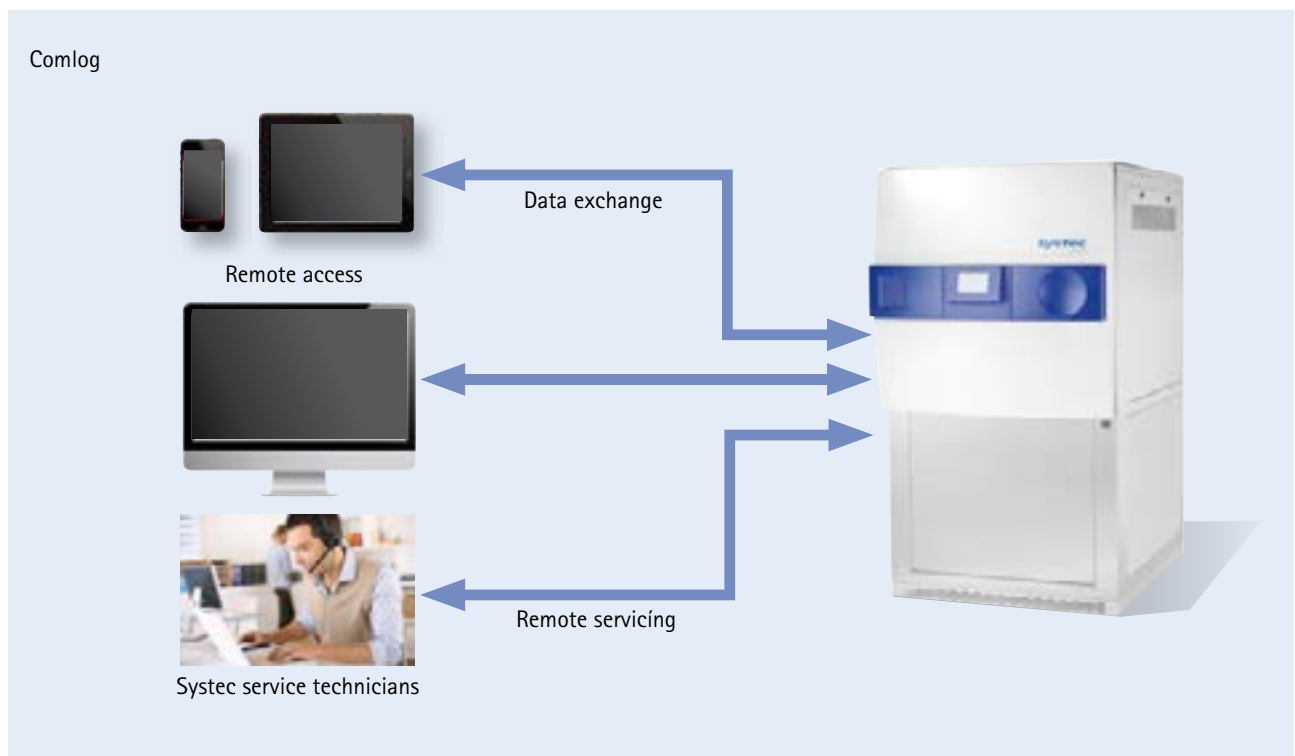 Comlog
Data exchange
Remote access
Remote servicing
Systec service technicians